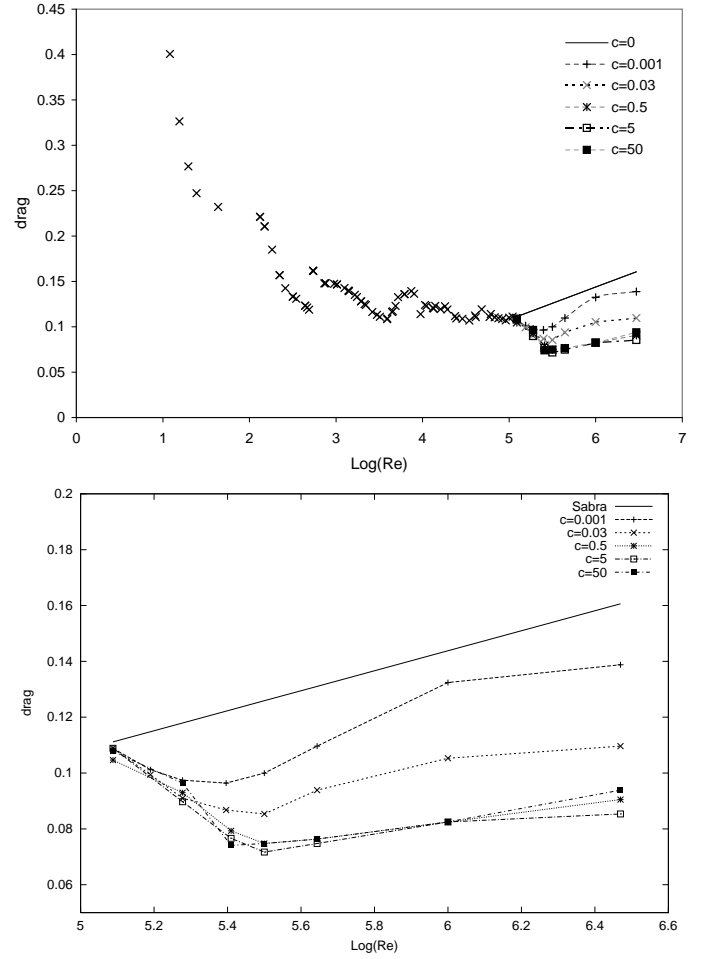 0.45
0.4
0.35
0.3
0.25
0.2
0.15
0.1
0.05
0
drag
0 1 2 3 4 5 6 7
Log(Re)
c=0
c=0.001
c=0.03
c=0.5
c=5
c=50
0.2
0.18
0.16
0.14
0.12
0.1
0.08
0.06
drag
5 5.2 5.4 5.6 5.8 6 6.2 6.4 6.6
Log(Re)
Sabra
c=0.001
c=0.03
c=0.5
c=5
c=50